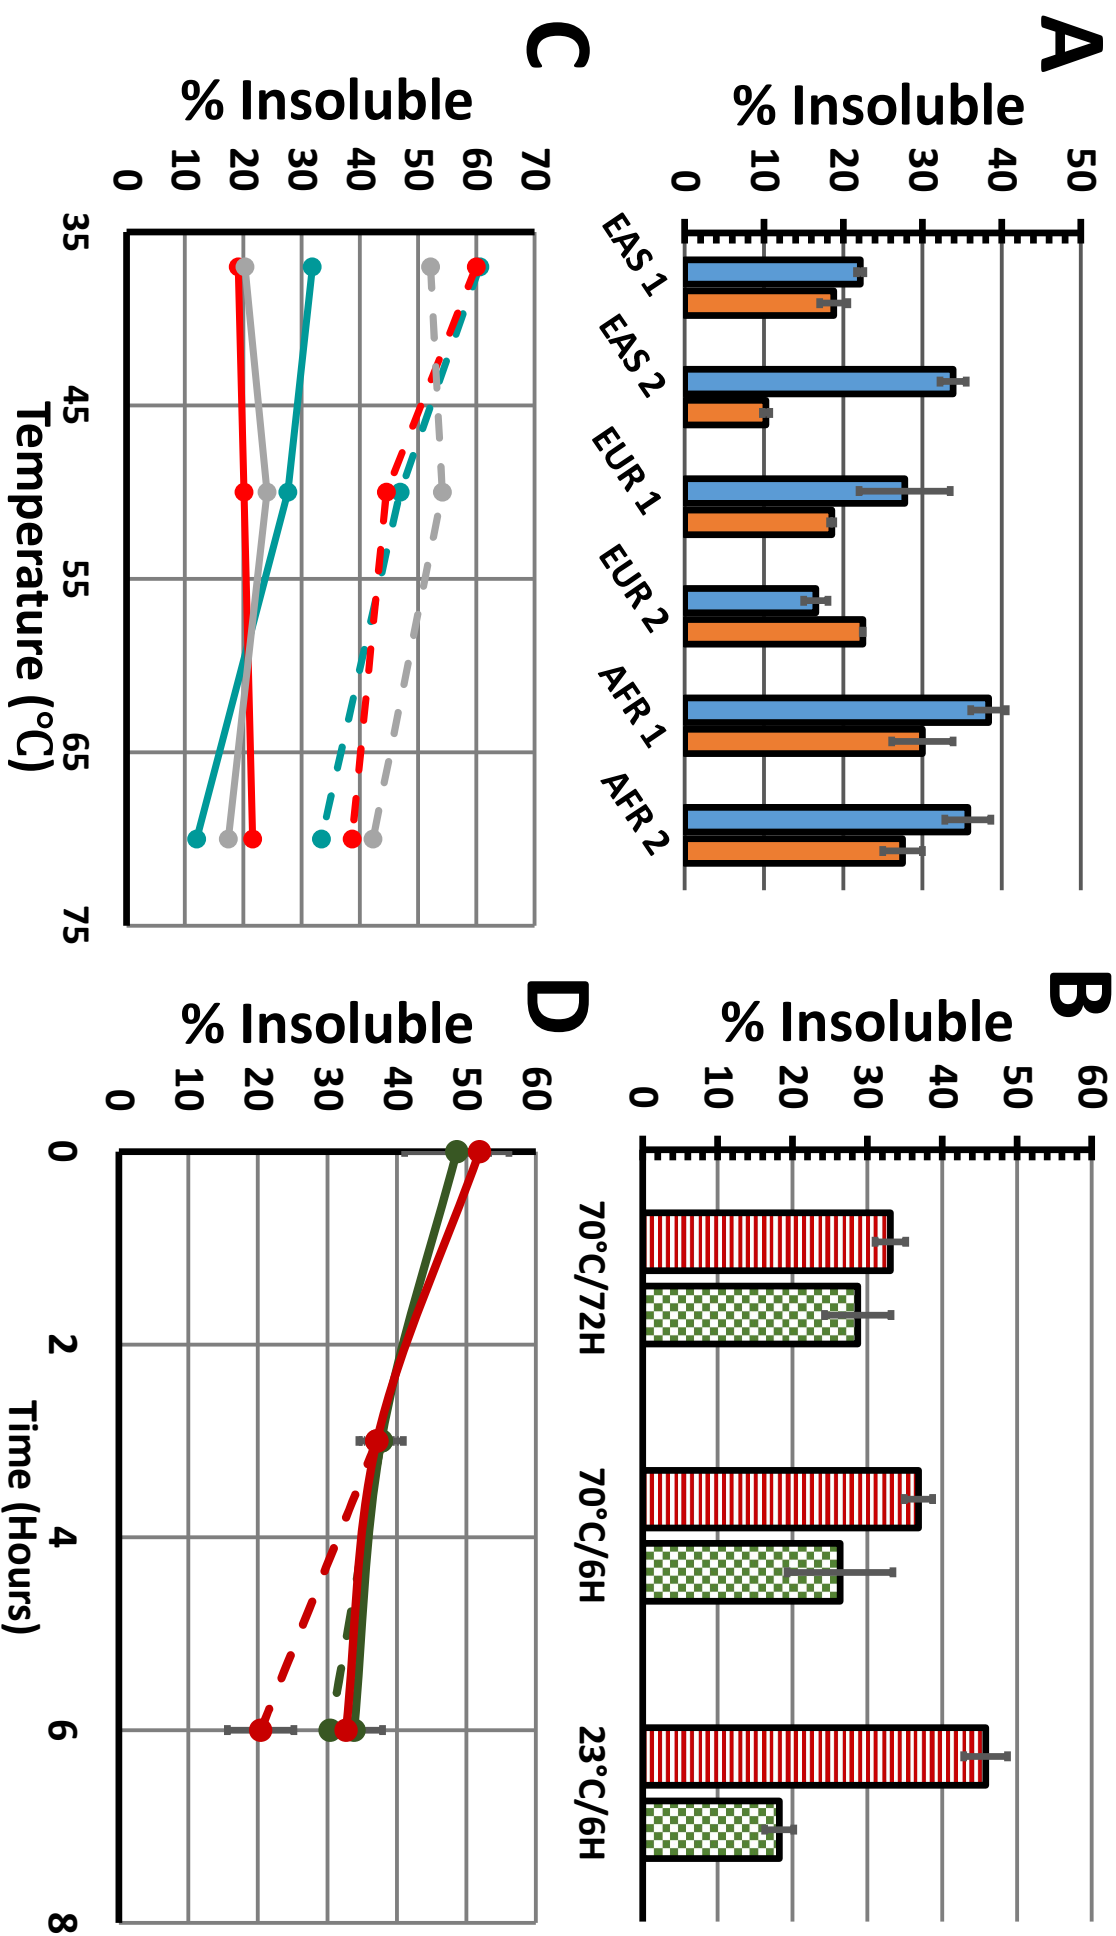 A
% Insoluble
50
40
30
20
10
0
EAS 1
EAS 2
EUR 1
EUR 2
AFR 1
AFR 2
B
% Insoluble
60
50
40
30
20
10
0
70°C/72H
70°C/6H
23°C/6H
C
% Insoluble
70
60
50
40
30
20
10
0
35
45
55
65
75
Temperature (°C)
D
% Insoluble
60
50
40
30
20
10
0
0
2
4
6
8
Time (Hours)